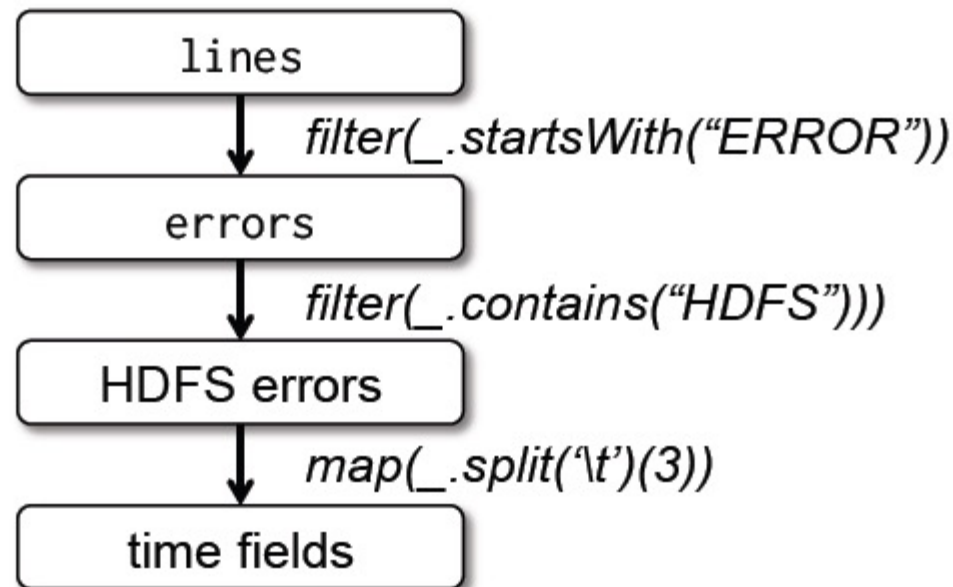 lines
filter(_.startsWith(“ERROR”))
errors
filter(_.contains(“HDFS”)))
HDFS errors
map(_.split(‘\t’)(3))
time fields